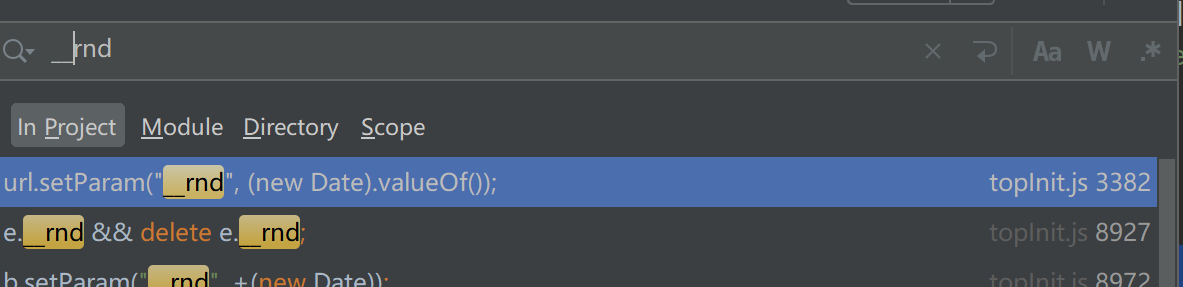 __rnd
Aa W .*
In Project Module Directory Scope
url.setParam("__rnd", (new Date).valueOf()); topInit.js 3382
e.__rnd && delete e.__rnd; topInit.js 8927
b.setParam("__rnd", +(new Date)); topInit.js 8972